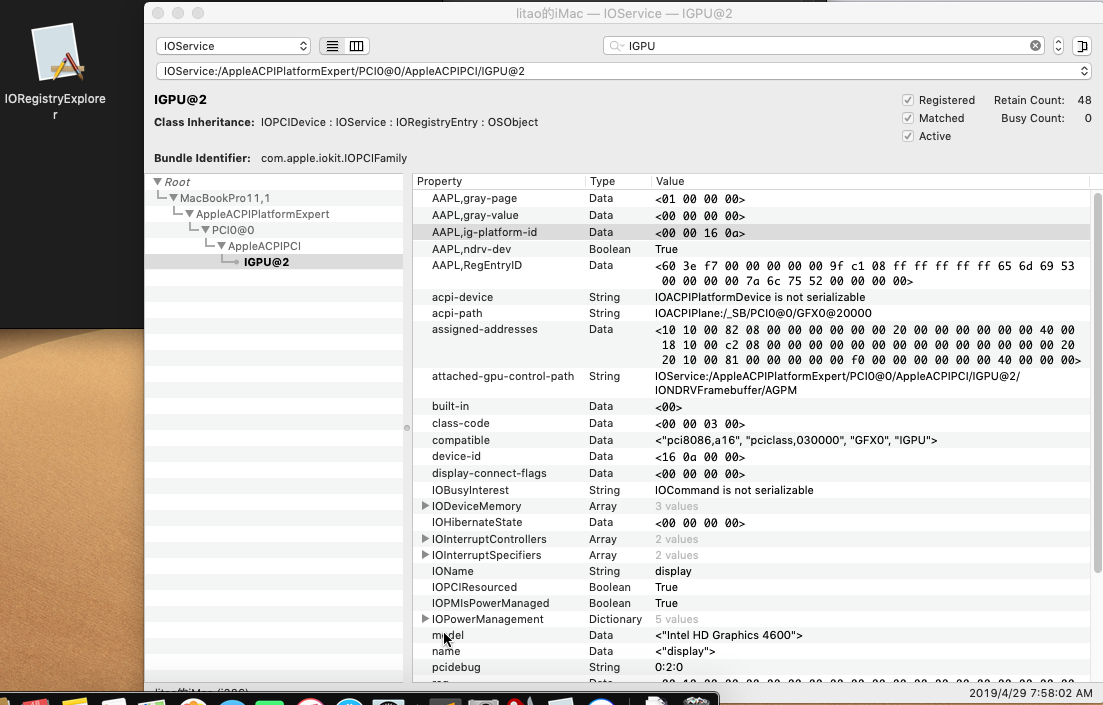 litao的iMac — IOService — IGPU@2
IORegistryExplore
r
IOService
IGPU
IOService:/AppleACPIPlatformExpert/PCI0@0/AppleACPIPCI/IGPU@2
IGPU@2
Registered Retain Count: 48
Class Inheritance: IOPCIDevice : IOService : IORegistryEntry : OSObject
Matched Busy Count: 0
Active
Bundle Identifier: com.apple.iokit.IOPCIFamily
Root
MacBookPro11,1
AppleACPIPlatformExpert
PCI0@0
AppleACPIPCI
IGPU@2
Property Type Value
AAPL,gray-page Data <01 00 00 00>
AAPL,gray-value Data <00 00 00 00>
AAPL,ig-platform-id Data <00 00 16 0a>
AAPL,ndrv-dev Boolean True
AAPL,RegEntryID Data <60 3e f7 00 00 00 00 00 9f c1 08 ff ff ff ff ff 65 6d 69 53
00 00 00 00 7a 6c 75 52 00 00 00 00>
acpi-device String IOACPIPlatformDevice is not serializable
acpi-path String IOACPIPlane:/_SB/PCI0@0/GFX0@20000
assigned-addresses Data <10 10 00 82 08 00 00 00 00 00 00 20 00 00 00 00 00 00 40 00
18 10 00 c2 08 00 00 00 00 00 00 00 00 00 00 00 00 00 00 20
20 10 00 81 00 00 00 00 00 f0 00 00 00 00 00 00 40 00 00 00>
attached-gpu-control-path String IOService:/AppleACPIPlatformExpert/PCI0@0/AppleACPIPCI/IGPU@2/
IONDRVFramebuffer/AGPM
built-in Data <00>
class-code Data <00 00 03 00>
compatible Data <"pci8086,a16", "pciclass,030000", "GFX0", "IGPU">
device-id Data <16 0a 00 00>
display-connect-flags Data <00 00 00 00>
IOBusyInterest String IOCommand is not serializable
IODeviceMemory Array 3 values
IOHibernateState Data <00 00 00 00>
IOInterruptControllers Array 2 values
IOInterruptSpecifiers Array 2 values
IOName String display
IOPCIResourced Boolean True
IOPMIsPowerManaged Boolean True
IOPowerManagement Dictionary 5 values
model Data <"Intel HD Graphics 4600">
name Data <"display">
pcidebug String 0:2:0
2019/4/29 7:58:02 AM